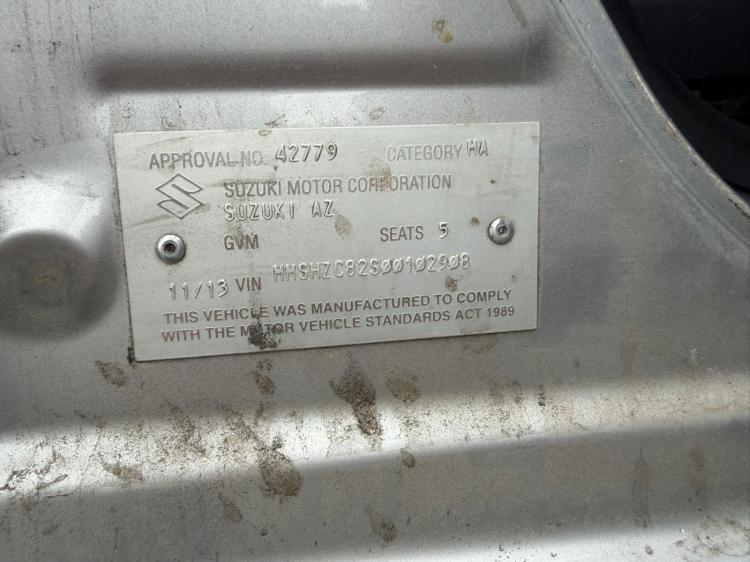 APPROVAL NO. 42779 CATEGORY MA
SUZUKI MOTOR CORPORATION
SUZUKI AZ
GVM SEATS 5
11/13 VIN MMSHZC82S00102908
THIS VEHICLE WAS MANUFACTURED TO COMPLY
WITH THE MOTOR VEHICLE STANDARDS ACT 1989